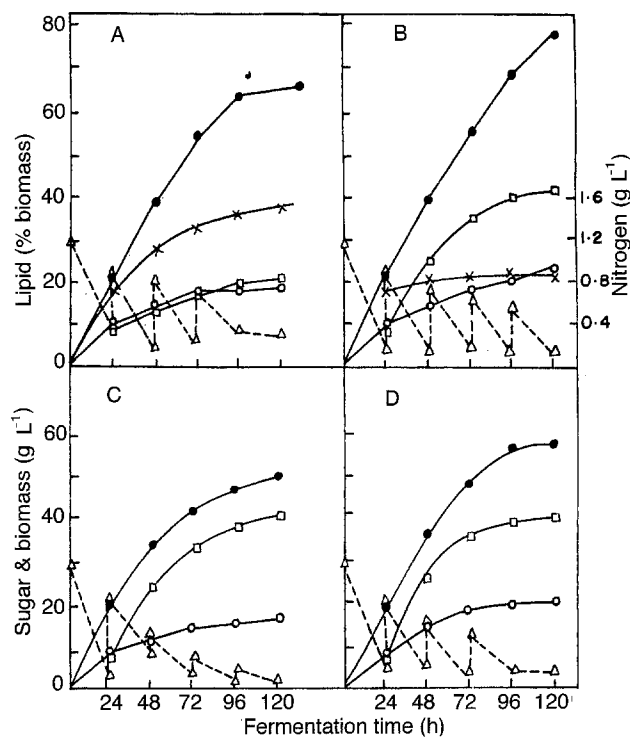 80
60
40
20
0
Lipid (% biomass)
A
B
1·6
1·2
0·8
0·4
Nitrogen (g L⁻¹)
60
40
20
0
Sugar & biomass (g L⁻¹)
C
D
24 48 72 96 120
24 48 72 96 120
Fermentation time (h)